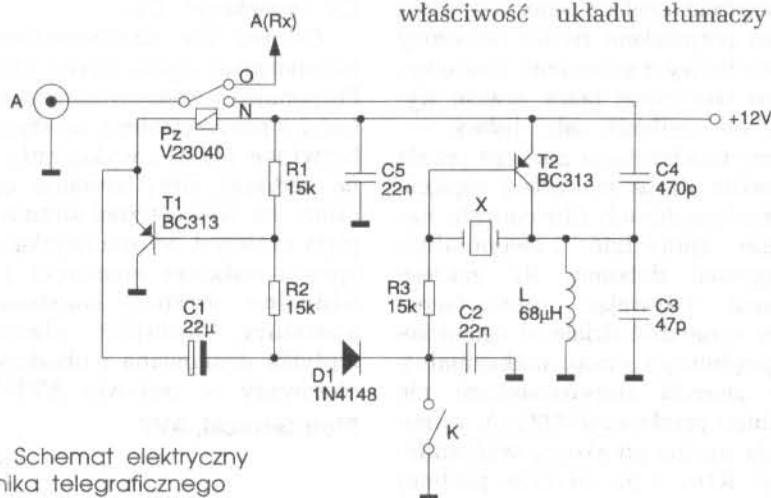 właściwość układu tłumaczy
A(Rx)
A
O
N
+12V
Pz
V23040
R1
15k
C5
22n
T2
BC313
C4
470p
T1
BC313
X
R2
15k
R3
15k
L
68μH
C3
47p
C1
22μ
C2
22n
D1
1N4148
K
Schemat elektryczny
nika telegraficznego